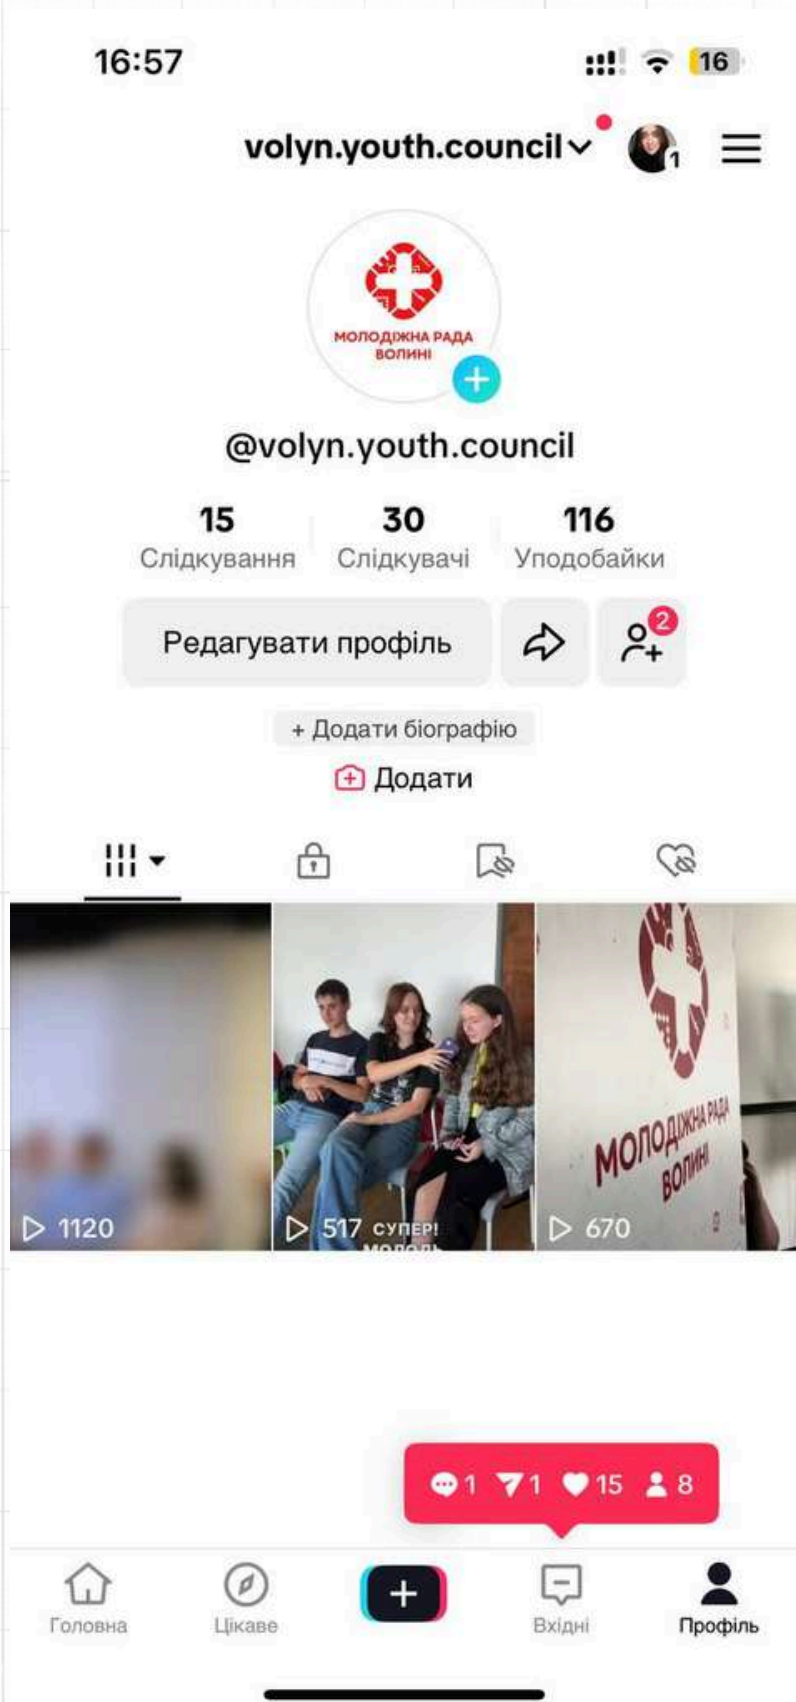 16:57
16
volyn.youth.council
1
МОЛОДІЖНА РАДА
ВОЛИНІ
@volyn.youth.council
15 30 116
Слідкування Слідкувачі Уподобайки
Редагувати профіль
2
+ Додати біографію
Додати
МОЛОДІЖНА РАДА
ВОЛИНІ
1120
517 СУПЕР!
МОЛОДЬ
670
1 1 15 8
Головна Цікаве Вхідні Профіль